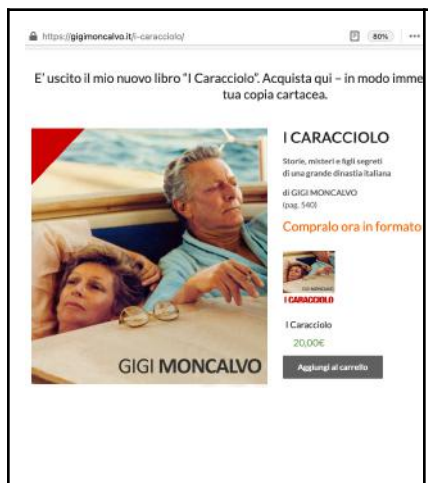 https://gigimoncalvo.it/i-caracciolo/
80%
E' uscito il mio nuovo libro “I Caracciolo”. Acquista qui – in modo imme
tua copia cartacea.
I CARACCIOLO
Storie, misteri e figli segreti
di una grande dinastia italiana
di GIGI MONCALVO
(pag. 540)
Compralo ora in formato
GIGI MONCALVO
GIGI MONCALVO
I CARACCIOLO
I Caracciolo
20,00€
Aggiungi al carrello